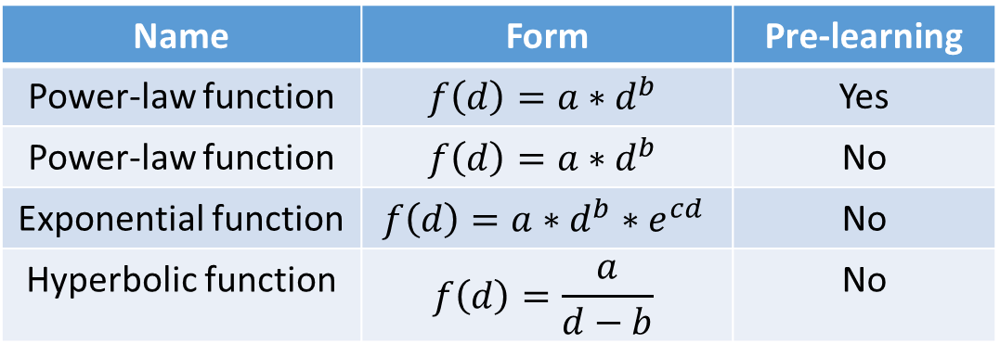 Name Form Pre-learning
Power-law function f(d) = a ∗ d^b Yes
Power-law function f(d) = a ∗ d^b No
Exponential function f(d) = a ∗ d^b ∗ e^{cd} No
Hyperbolic function f(d) = a / (d − b) No